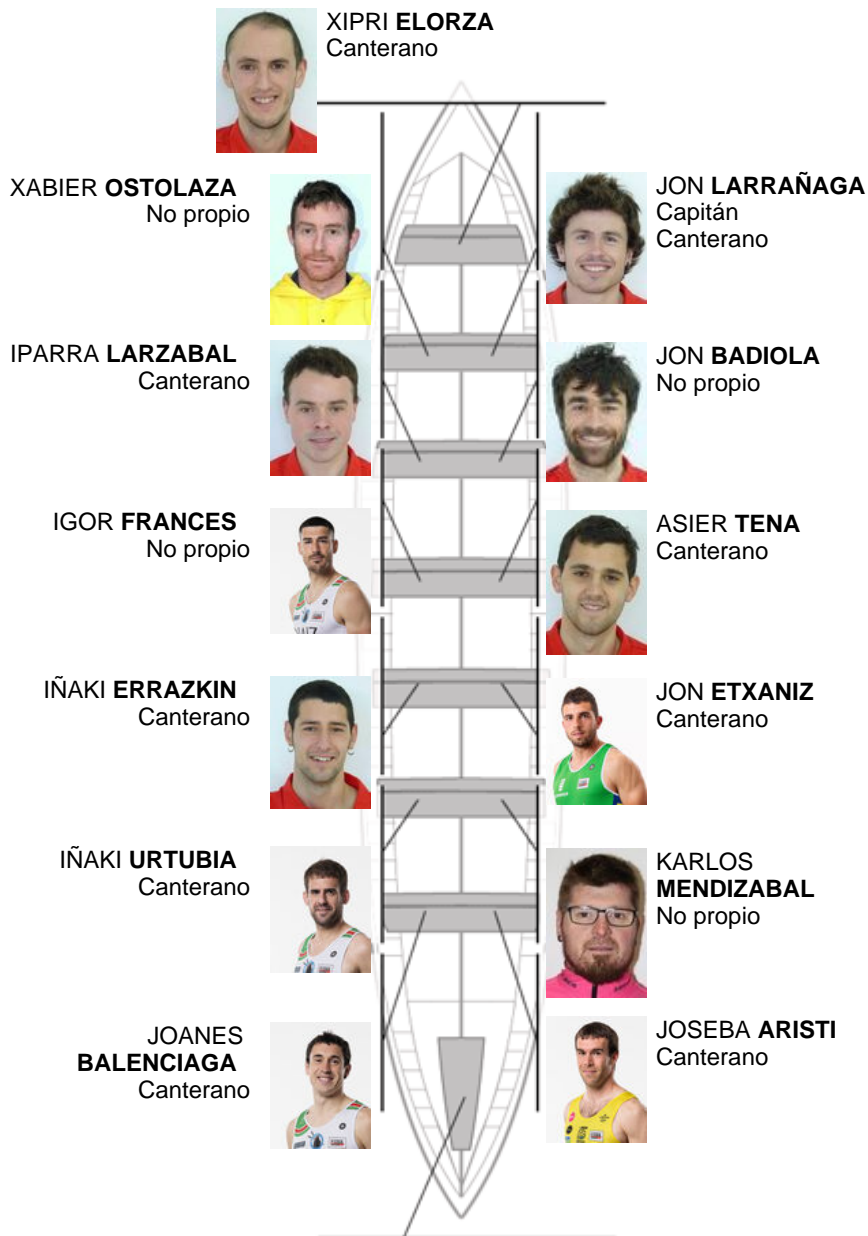 XIPRI ELORZA
Canterano
XABIER OSTOLAZA
No propio
JON LARRAÑAGA
Capitán
Canterano
IPARRA LARZABAL
Canterano
JON BADIOLA
No propio
IGOR FRANCES
No propio
ASIER TENA
Canterano
IÑAKI ERRAZKIN
Canterano
JON ETXANIZ
Canterano
IÑAKI URTUBIA
Canterano
KARLOS
MENDIZABAL
No propio
JOANES
BALENCIAGA
Canterano
JOSEBA ARISTI
Canterano